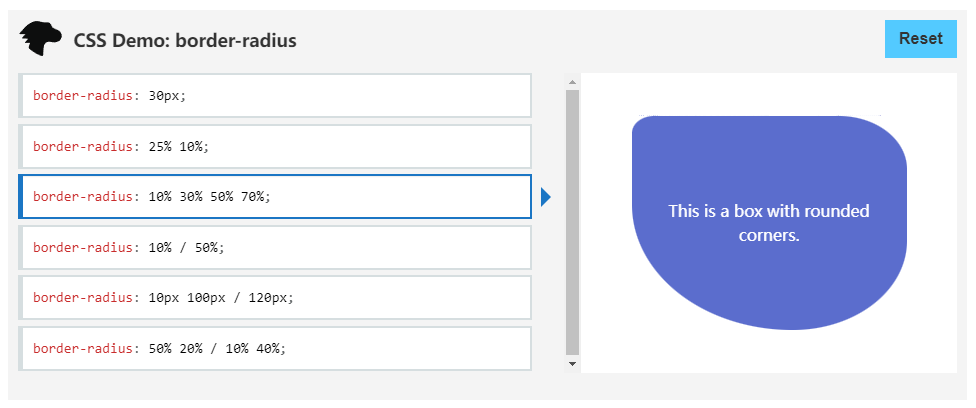 CSS Demo: border-radius
Reset
border-radius: 30px;
border-radius: 25% 10%;
border-radius: 10% 30% 50% 70%;
border-radius: 10% / 50%;
border-radius: 10px 100px / 120px;
border-radius: 50% 20% / 10% 40%;
This is a box with rounded
corners.